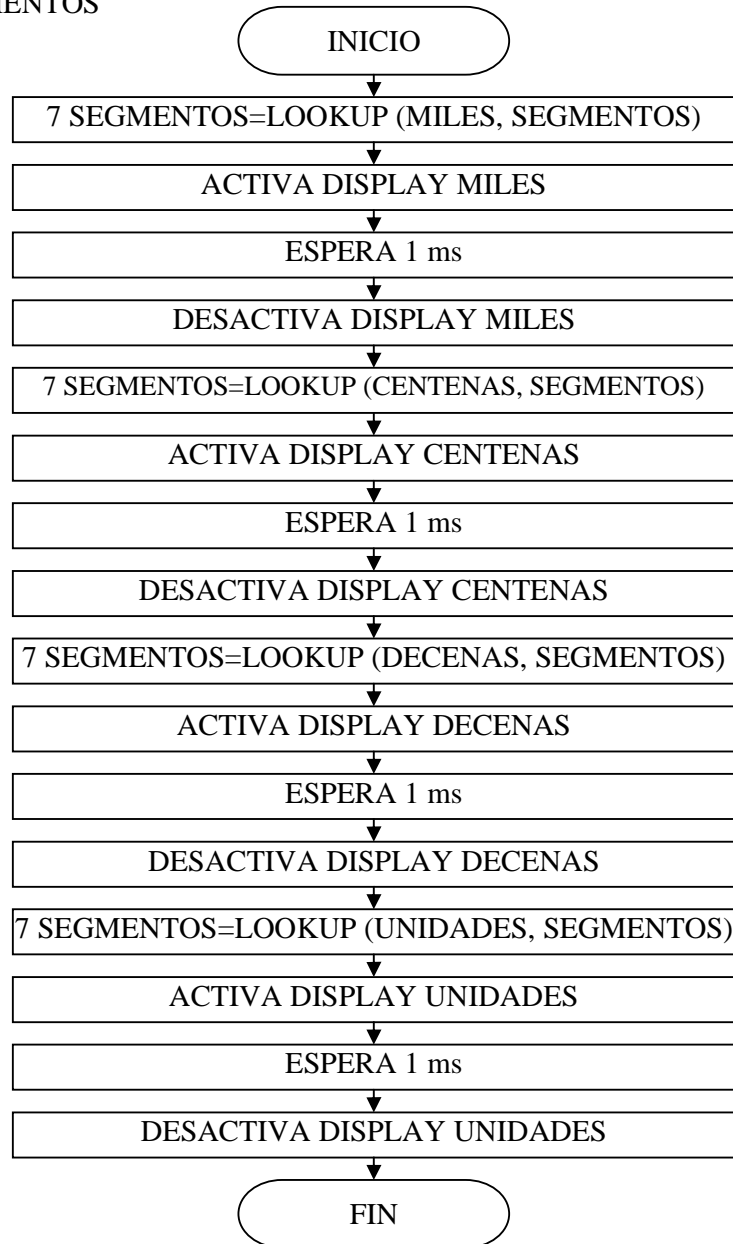 INICIO
7 SEGMENTOS=LOOKUP (MILES, SEGMENTOS)
ACTIVA DISPLAY MILES
ESPERA 1 ms
DESACTIVA DISPLAY MILES
7 SEGMENTOS=LOOKUP (CENTENAS, SEGMENTOS)
ACTIVA DISPLAY CENTENAS
ESPERA 1 ms
DESACTIVA DISPLAY CENTENAS
7 SEGMENTOS=LOOKUP (DECENAS, SEGMENTOS)
ACTIVA DISPLAY DECENAS
ESPERA 1 ms
DESACTIVA DISPLAY DECENAS
7 SEGMENTOS=LOOKUP (UNIDADES, SEGMENTOS)
ACTIVA DISPLAY UNIDADES
ESPERA 1 ms
DESACTIVA DISPLAY UNIDADES
FIN